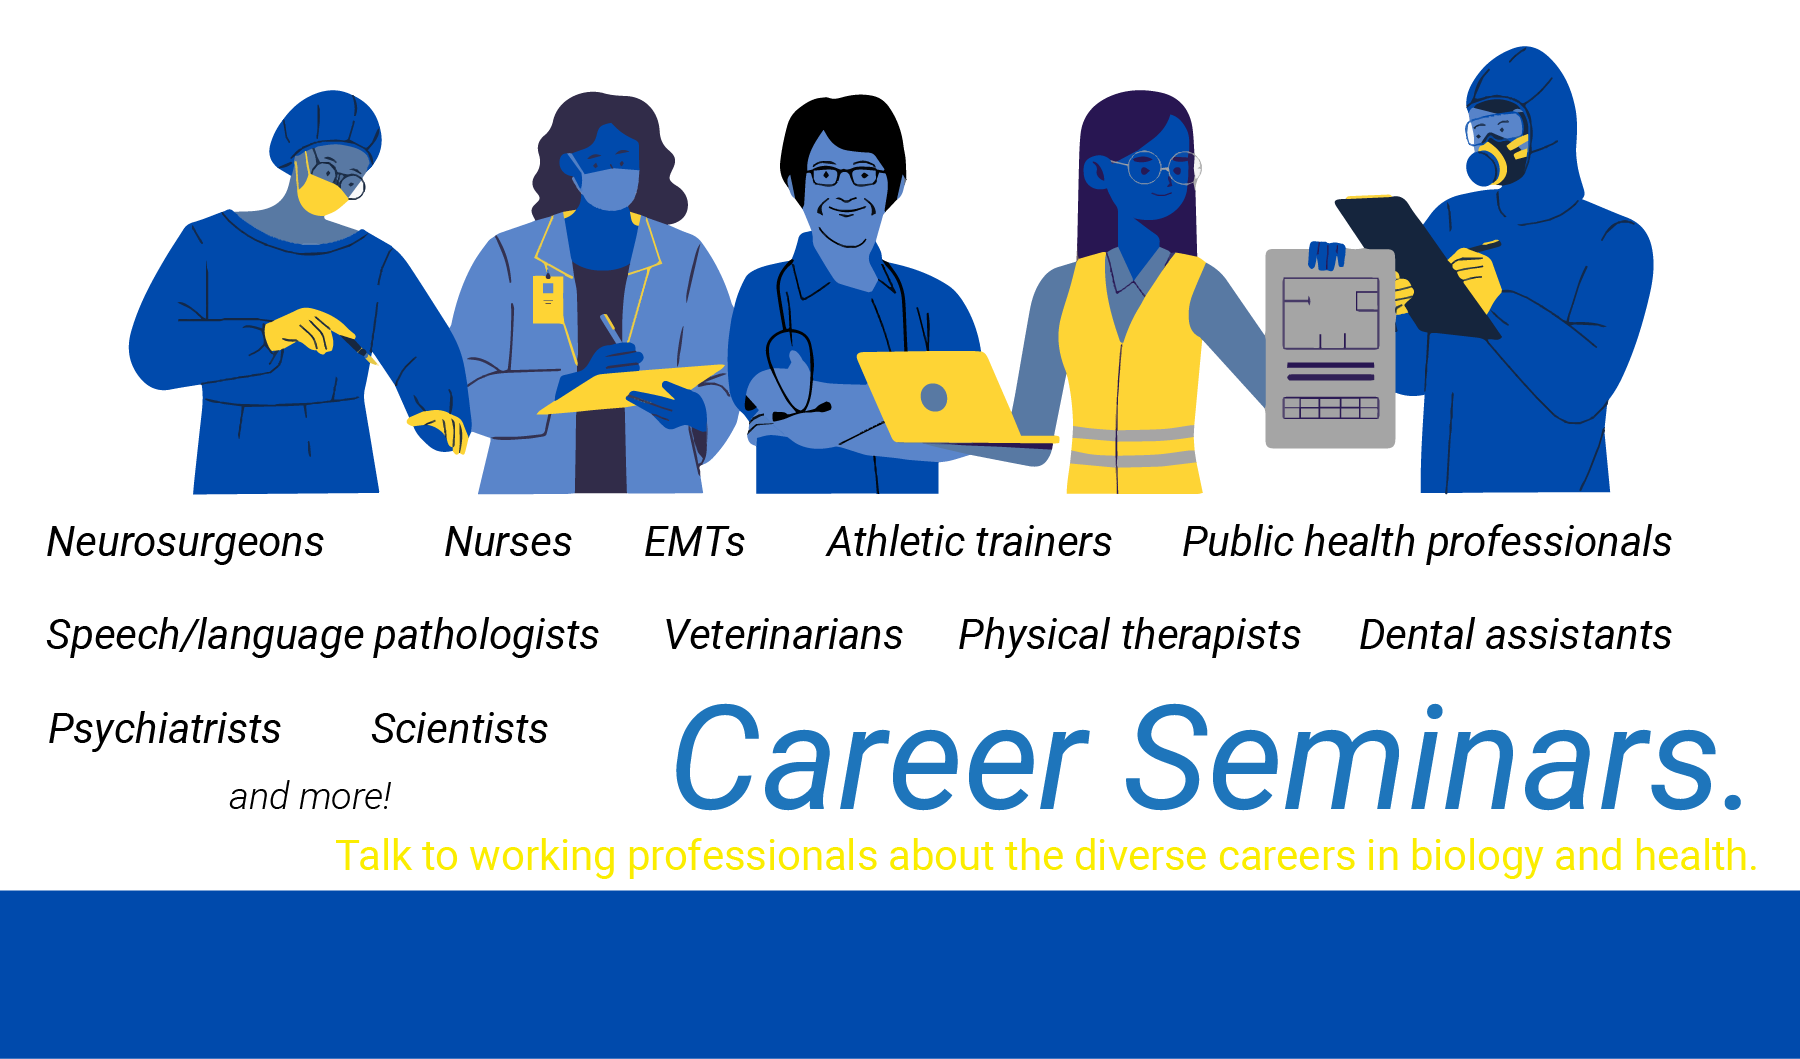 Neurosurgeons Nurses EMTs Athletic trainers Public health professionals
Speech/language pathologists Veterinarians Physical therapists Dental assistants
Psychiatrists Scientists
and more!
Career Seminars.
Talk to working professionals about the diverse careers in biology and health.